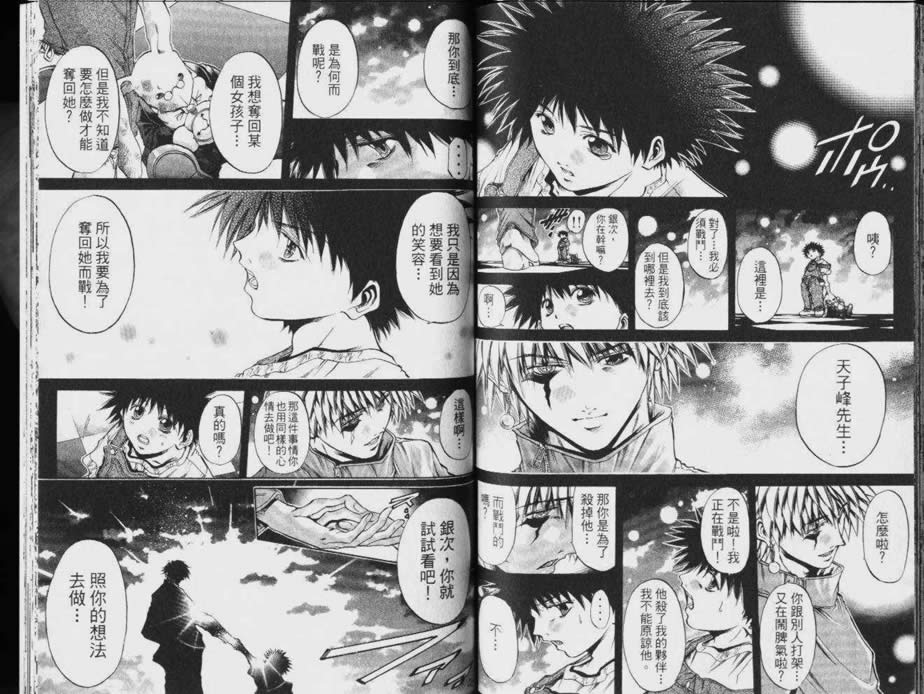 ポウ..
咦?
這裡是…
對了…我必
須戰鬥…
但是我到底該
到哪裡去?
銀次,
你在幹嘛?
!!
啊…
天子峰先生…
怎麼啦?
你跟別人打架,
又在鬧脾氣啦?
不是啦!我
正在戰鬥!
他殺了我的夥伴…
我不能原諒他。
那你是為了
殺掉他,
而戰鬥的
嗎?
…
不…
那你到底…
是為何而
戰呢?
…
我想奪回某
個女孩子…
但是我不知道
要怎麼做才能
奪回她?
我只是因為
想要看到她
的笑容…
所以我要為了
奪回她而戰!
這樣啊…
那這件事情你
也用同樣的心
情去做吧!
真的嗎?
銀次,你就
試試看吧!
照你的想法
去做…